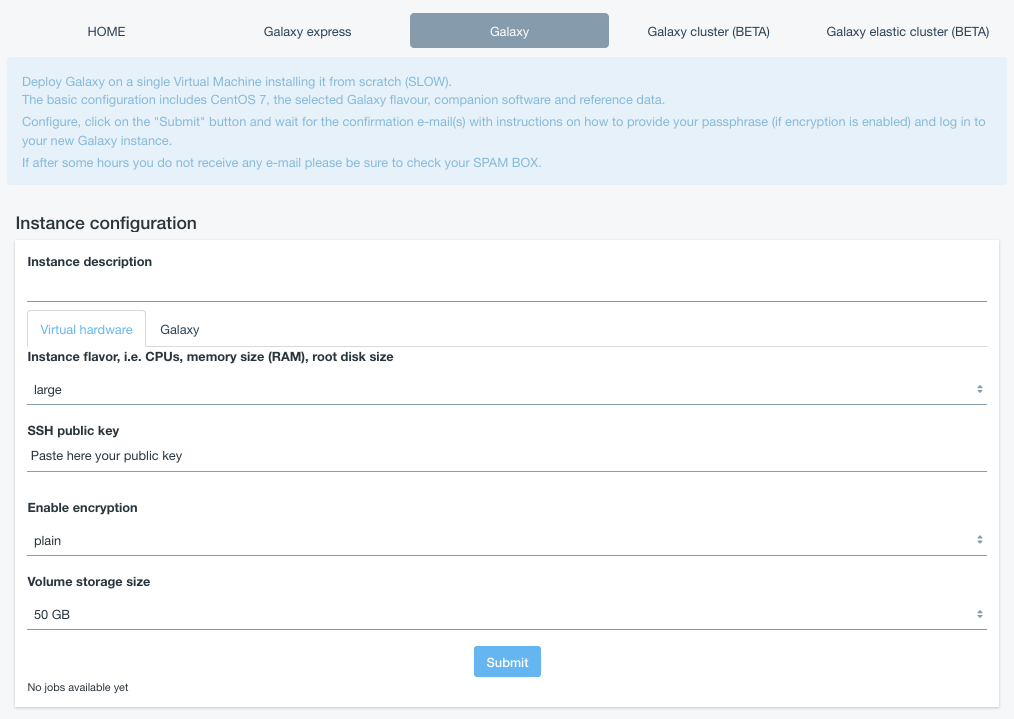 HOME
Galaxy express
Galaxy
Galaxy cluster (BETA)
Galaxy elastic cluster (BETA)
Deploy Galaxy on a single Virtual Machine installing it from scratch (SLOW).
The basic configuration includes CentOS 7, the selected Galaxy flavour, companion software and reference data.
Configure, click on the "Submit" button and wait for the confirmation e-mail(s) with instructions on how to provide your passphrase (if encryption is enabled) and log in to
your new Galaxy instance.
If after some hours you do not receive any e-mail please be sure to check your SPAM BOX.
Instance configuration
Instance description
Virtual hardware
Galaxy
Instance flavor, i.e. CPUs, memory size (RAM), root disk size
large
SSH public key
Paste here your public key
Enable encryption
plain
Volume storage size
50 GB
Submit
No jobs available yet